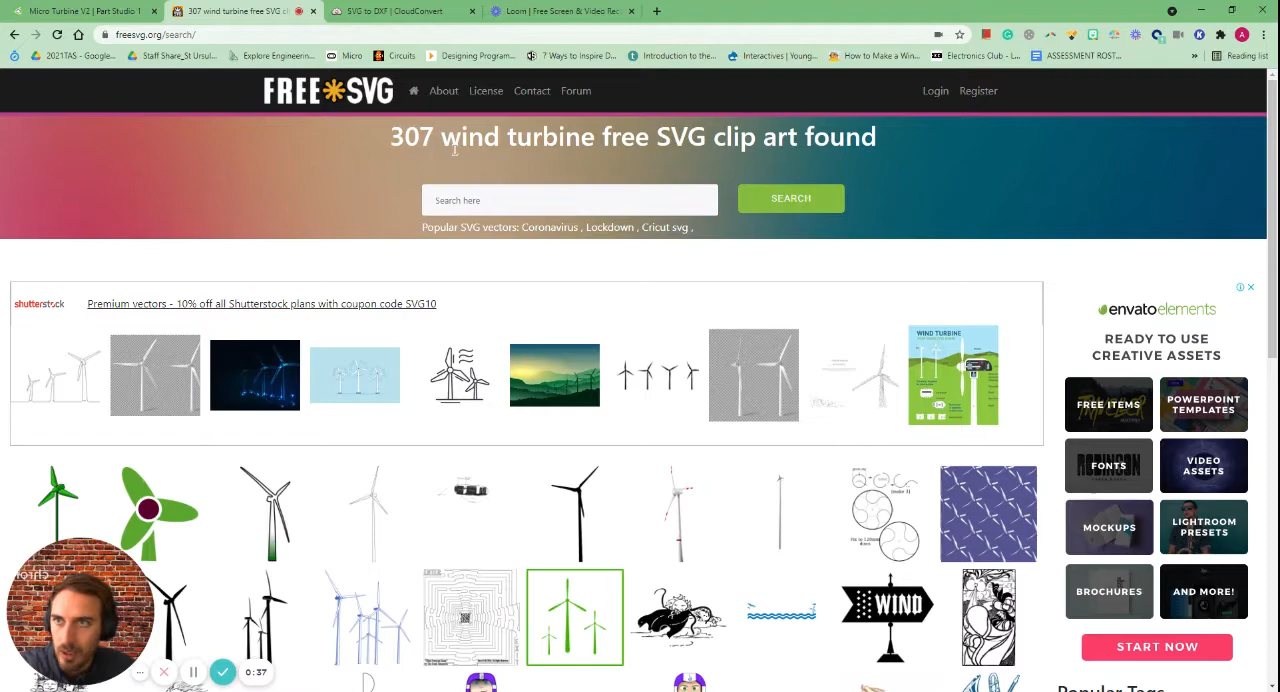 Micro Turbine V2 | Part Studio 1
307 wind turbine free SVG cli
SVG to DXF | CloudConvert
Loom | Free Screen & Video Rec
freesvg.org/search/
2021TAS - Google...
Staff Share_St Ursul...
Explore Engineering...
Micro
Circuits
Designing Program...
7 Ways to Inspire D...
Introduction to the...
Interactives | Young...
How to Make a Win...
Electronics Club - L...
ASSESSMENT ROST...
»
Reading list
FREE SVG
About
License
Contact
Forum
Login
Register
307 wind turbine free SVG clip art found
Search here
SEARCH
Popular SVG vectors: Coronavirus , Lockdown , Cricut svg ,
shutterstock
Premium vectors - 10% off all Shutterstock plans with coupon code SVG10
WIND TURBINE
envatoelements
READY TO USE
CREATIVE ASSETS
FREE ITEMS
POWERPOINT
TEMPLATES
FONTS
VIDEO
ASSETS
MOCKUPS
LIGHTROOM
PRESETS
BROCHURES
AND MORE!
START NOW
WIND
0:37
Popular Tags